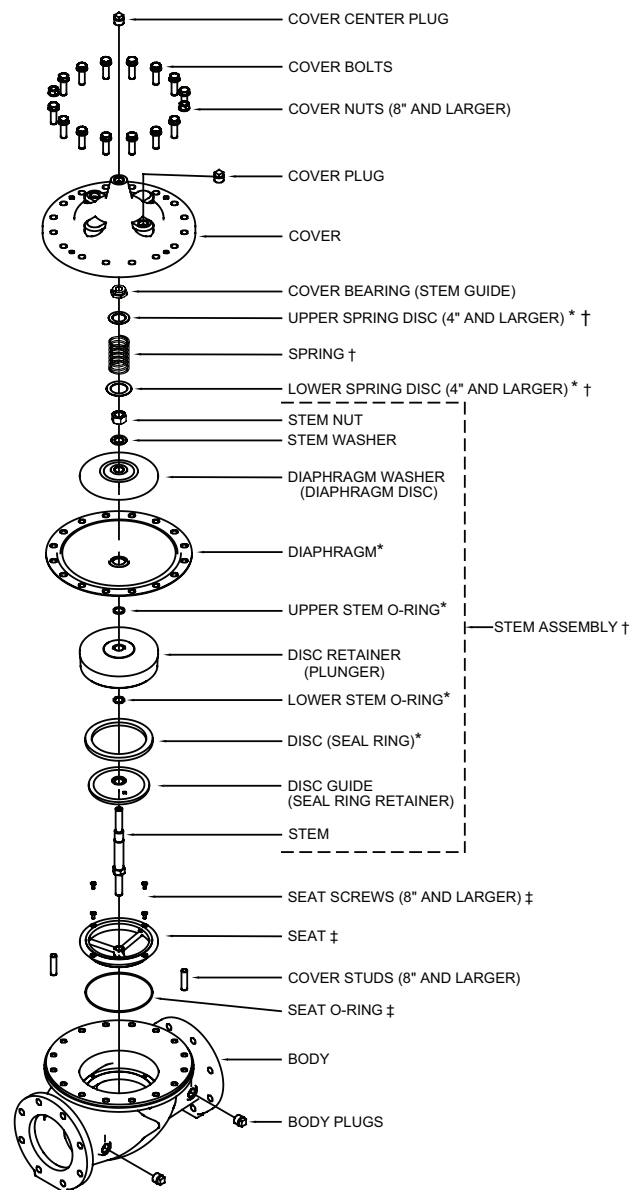 COVER CENTER PLUG
COVER BOLTS
COVER NUTS (8" AND LARGER)
COVER PLUG
COVER
COVER BEARING (STEM GUIDE)
UPPER SPRING DISC (4" AND LARGER) * †
SPRING †
LOWER SPRING DISC (4" AND LARGER) * †
STEM NUT
STEM WASHER
DIAPHRAGM WASHER
(DIAPHRAGM DISC)
DIAPHRAGM*
UPPER STEM O-RING*
STEM ASSEMBLY †
DISC RETAINER
(PLUNGER)
LOWER STEM O-RING*
DISC (SEAL RING)*
DISC GUIDE
(SEAL RING RETAINER)
STEM
SEAT SCREWS (8" AND LARGER) ‡
SEAT ‡
COVER STUDS (8" AND LARGER)
SEAT O-RING ‡
BODY
BODY PLUGS